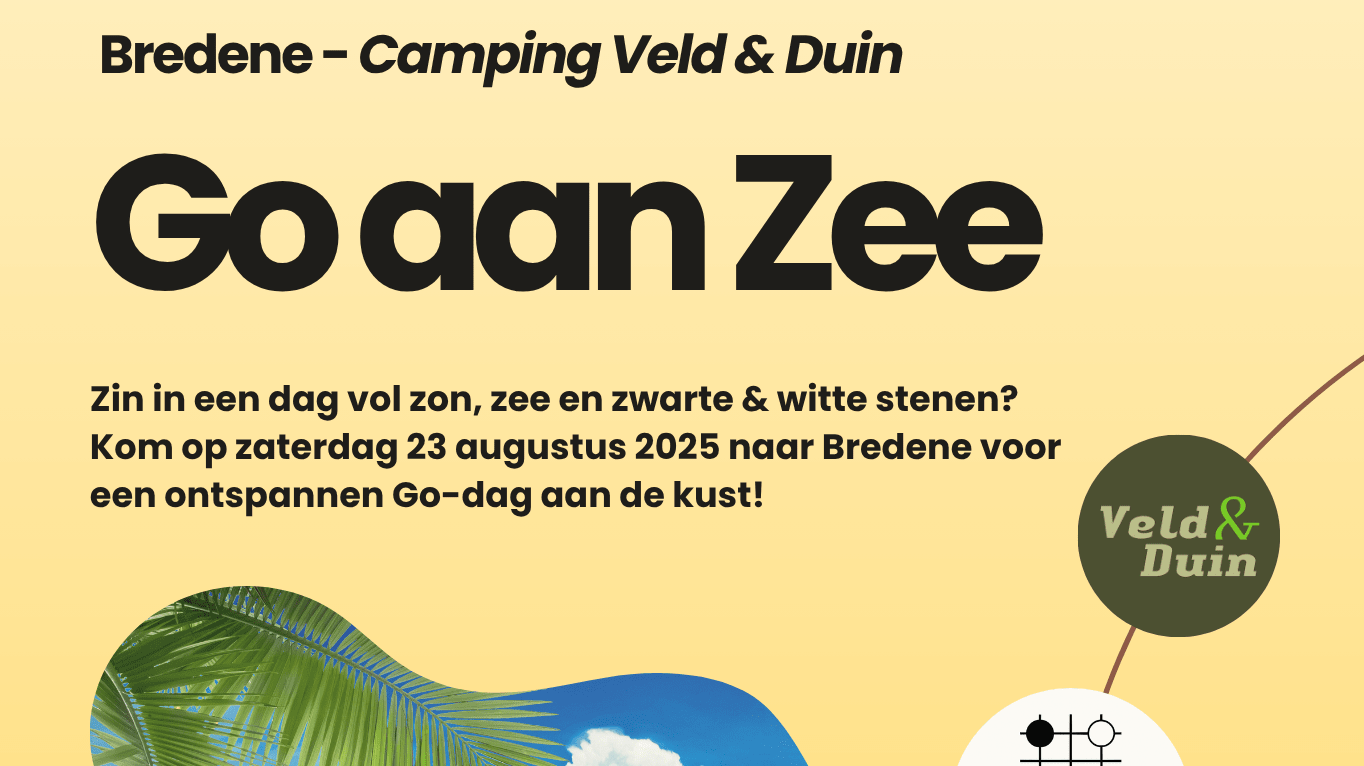 Bredene - Camping Veld & Duin
Go aan Zee
Zin in een dag vol zon, zee en zwarte & witte stenen?
Kom op zaterdag 23 augustus 2025 naar Bredene voor
een ontspannen Go-dag aan de kust!
Veld &
Duin